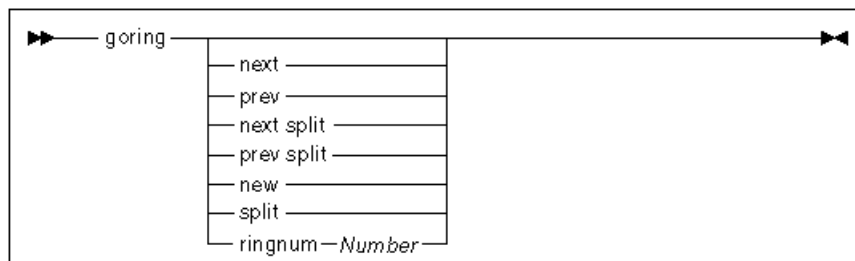 goring
next
prev
next split
prev split
new
split
ringnum Number